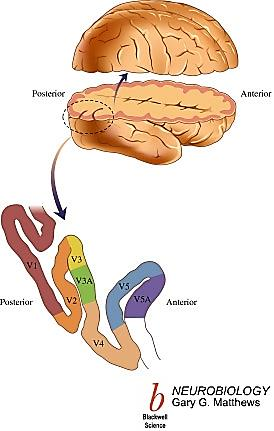 Posterior
Anterior
V1
V3
V3A
V2
V5
V5A
Posterior
Anterior
V4
b
Blackwell
Science
NEUROBIOLOGY
Gary G. Matthews